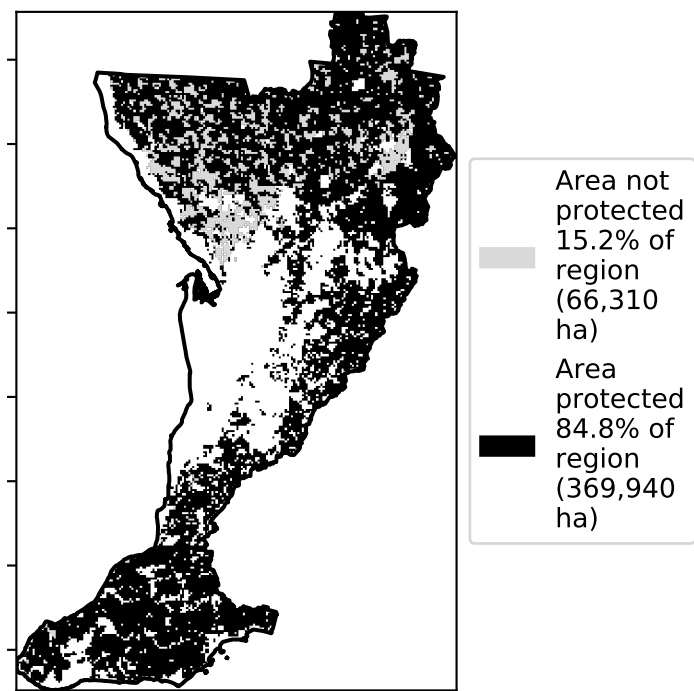 Area not
protected
15.2% of
region
(66,310
ha)
Area
protected
84.8% of
region
(369,940
ha)